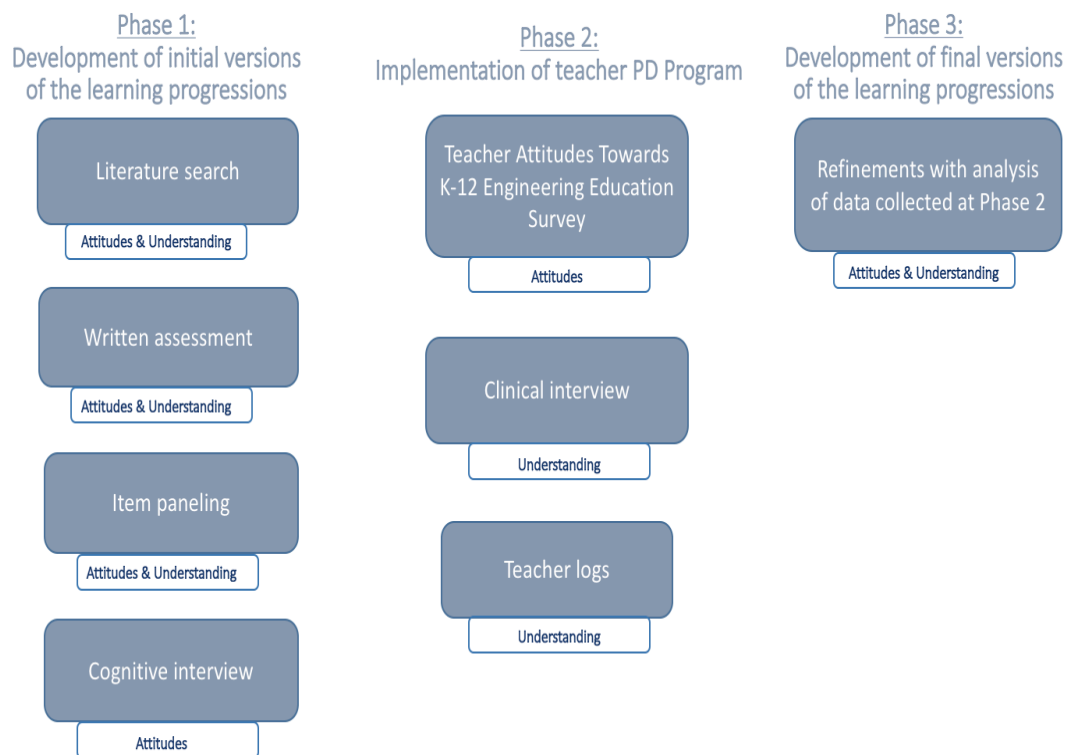 Phase 1:
Development of initial versions
of the learning progressions
Literature search
Attitudes & Understanding
Written assessment
Attitudes & Understanding
Item paneling
Attitudes & Understanding
Cognitive interview
Attitudes
Phase 2:
Implementation of teacher PD Program
Teacher Attitudes Towards
K-12 Engineering Education
Survey
Attitudes
Clinical interview
Understanding
Teacher logs
Understanding
Phase 3:
Development of final versions
of the learning progressions
Refinements with analysis
of data collected at Phase 2
Attitudes & Understanding